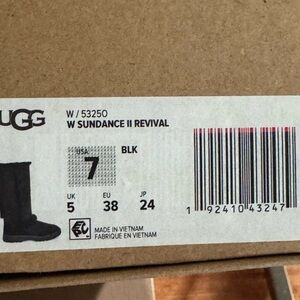 UGG
W / 53250
W SUNDANCE II REVIVAL
USA
7
BLK
UK EU JP
5 38 24
MADE IN VIETNAM
FABRIQUÉ EN VIETNAM
1 92410 43247